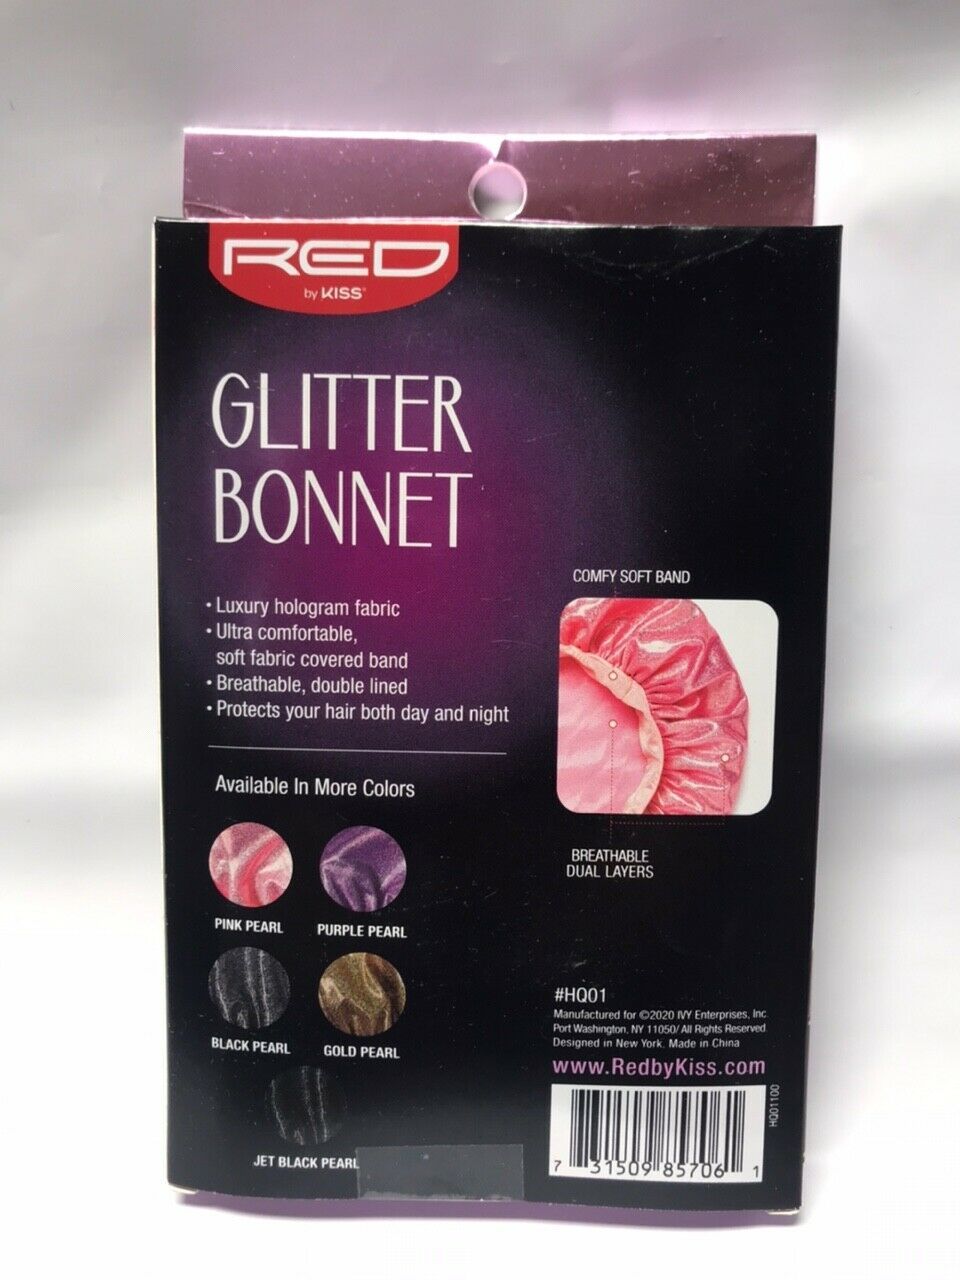 RED
by KISS®
GLITTER
BONNET
• Luxury hologram fabric
• Ultra comfortable,
soft fabric covered band
• Breathable, double lined
• Protects your hair both day and night
COMFY SOFT BAND
BREATHABLE
DUAL LAYERS
Available In More Colors
PINK PEARL
PURPLE PEARL
BLACK PEARL
GOLD PEARL
JET BLACK PEARL
#HQ01
Manufactured for ©2020 IVY Enterprises, Inc
Port Washington, NY 11050/ All Rights Reserved
Designed in New York. Made in China
www.RedbyKiss.com
HQ01100
7 31509 85706 1